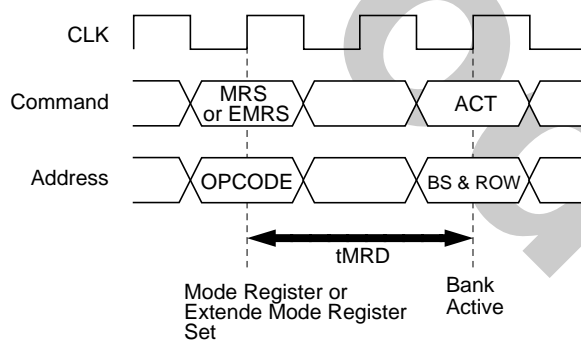 CLK
Command
MRS
or EMRS
ACT
Address
OPCODE
BS & ROW
tMRD
Mode Register or
Extende Mode Register
Set
Bank
Active